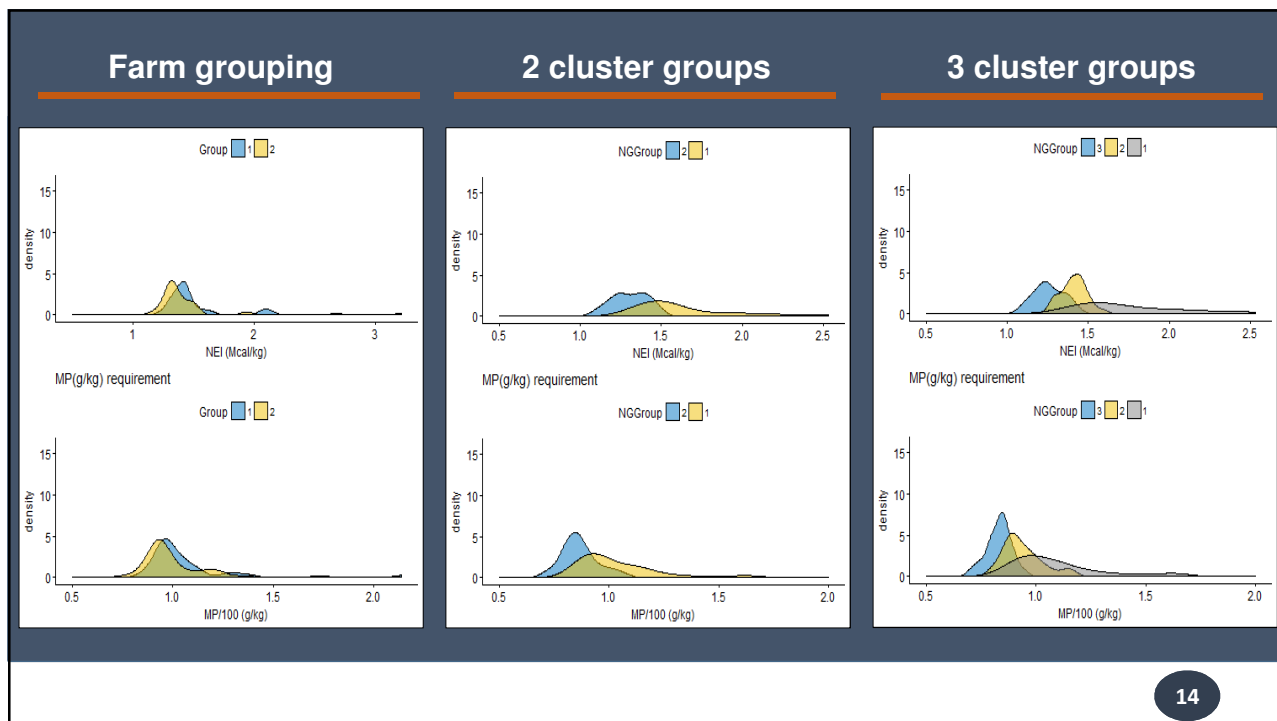 Farm grouping
Group 1 2
15
10
5
0
density
1 2 3
NEI (Mcal/kg)
MP(g/kg) requirement
Group 1 2
15
10
5
0
density
0.5 1.0 1.5 2.0
MP/100 (g/kg)
2 cluster groups
NGGroup 2 1
15
10
5
0
density
0.5 1.0 1.5 2.0 2.5
NEI (Mcal/kg)
MP(g/kg) requirement
NGGroup 2 1
15
10
5
0
density
0.5 1.0 1.5 2.0
MP/100 (g/kg)
3 cluster groups
NGGroup 3 2 1
15
10
5
0
density
0.5 1.0 1.5 2.0 2.5
NEI (Mcal/kg)
MP(g/kg) requirement
NGGroup 3 2 1
15
10
5
0
density
0.5 1.0 1.5 2.0
MP/100 (g/kg)
14